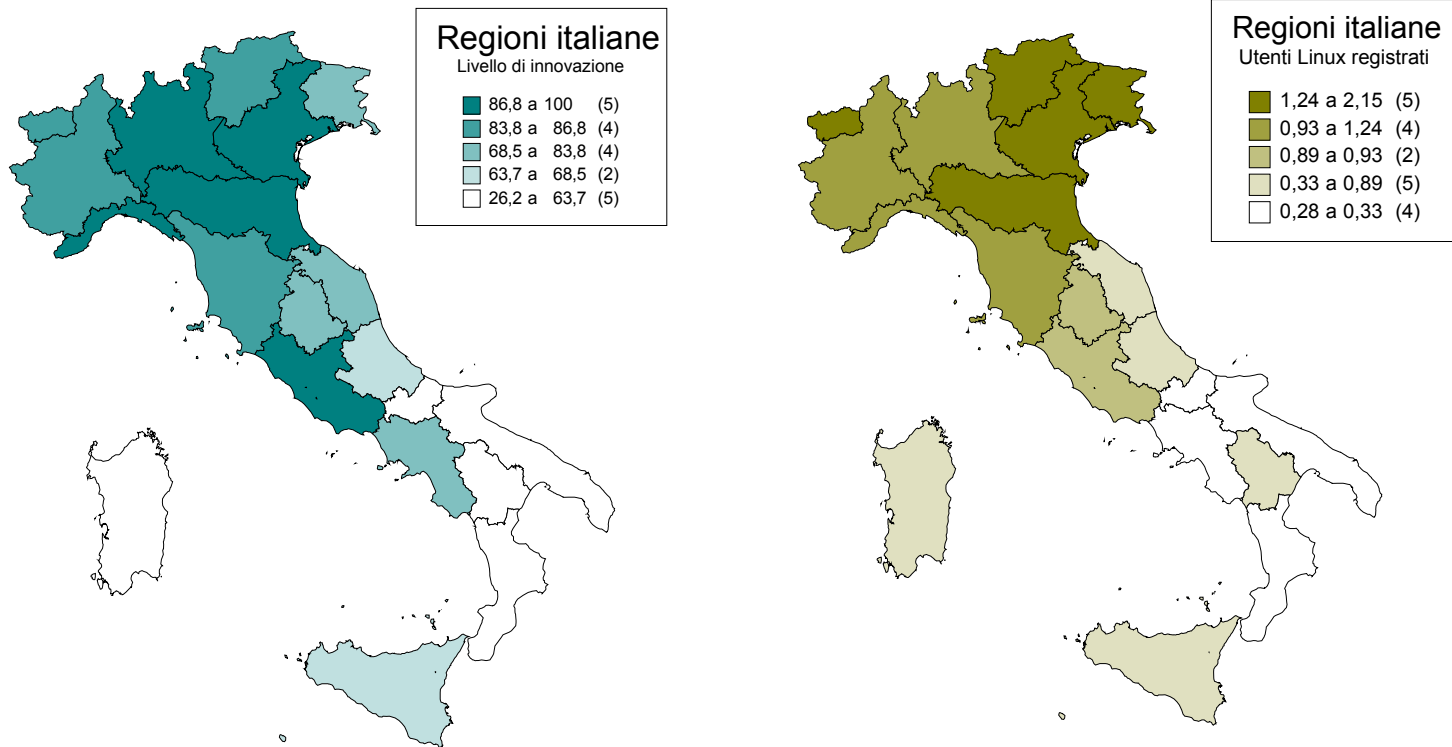 Regioni italiane
Livello di innovazione
86,8 a 100 (5)
83,8 a 86,8 (4)
68,5 a 83,8 (4)
63,7 a 68,5 (2)
26,2 a 63,7 (5)
Regioni italiane
Utenti Linux registrati
1,24 a 2,15 (5)
0,93 a 1,24 (4)
0,89 a 0,93 (2)
0,33 a 0,89 (5)
0,28 a 0,33 (4)